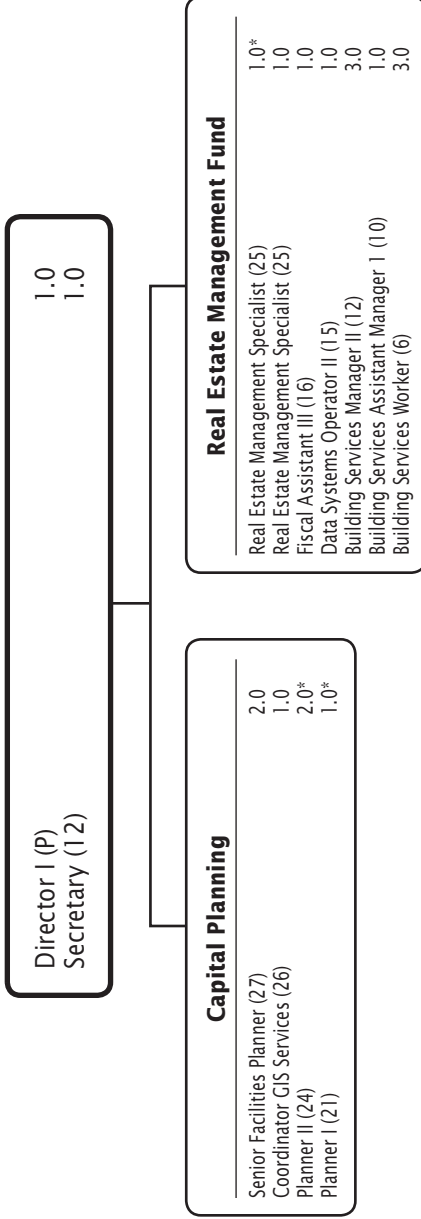 Director I (P) 1.0
Secretary (12) 1.0
Capital Planning
Senior Facilities Planner (27) 2.0
Coordinator GIS Services (26) 1.0
Planner II (24) 2.0*
Planner I (21) 1.0*
Real Estate Management Fund
Real Estate Management Specialist (25) 1.0*
Real Estate Management Specialist (25) 1.0
Fiscal Assistant III (16) 1.0
Data Systems Operator II (15) 1.0
Building Services Manager II (12) 3.0
Building Services Assistant Manager 1 (10) 1.0
Building Services Worker (6) 3.0